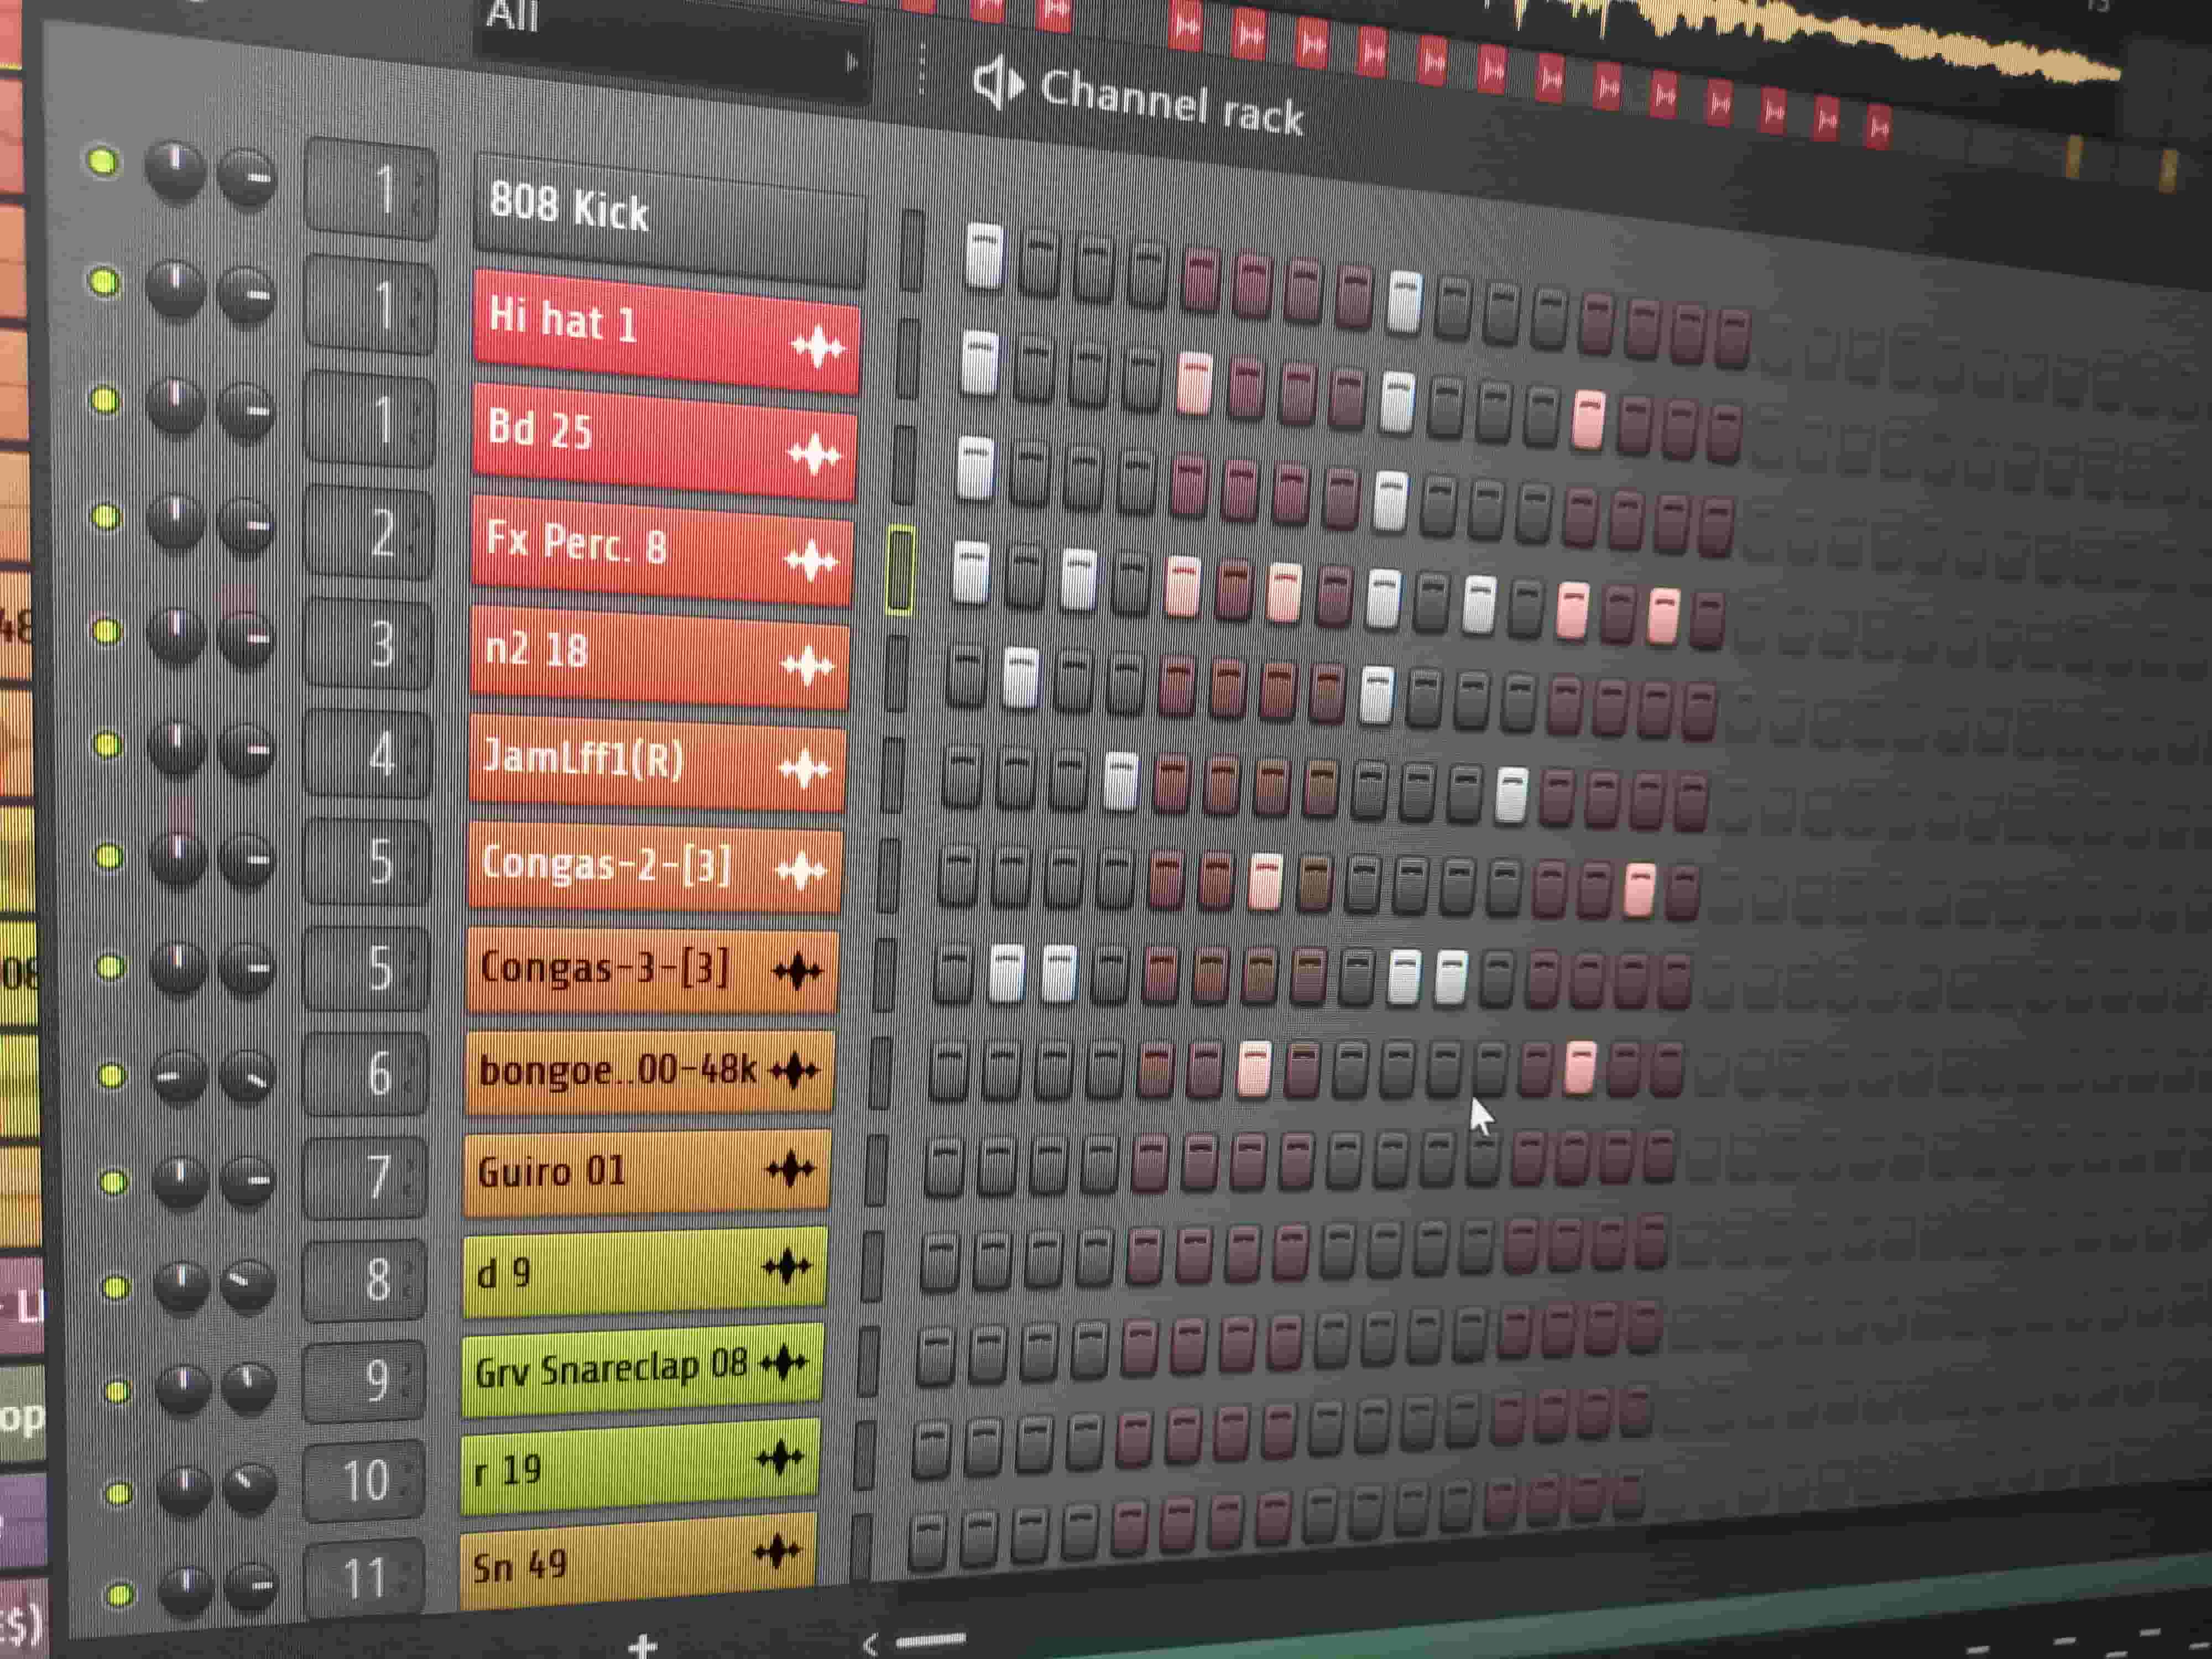 All
Channel rack
1 808 Kick
1 Hi hat 1
1 Bd 25
2 Fx Perc. 8
3 n2 18
4 JamLff1(R)
5 Congas-2-[3]
5 Congas-3-[3]
6 bongoe..00-48k
7 Guiro 01
8 d 9
9 Grv Snareclap 08
10 r 19
11 Sn 49